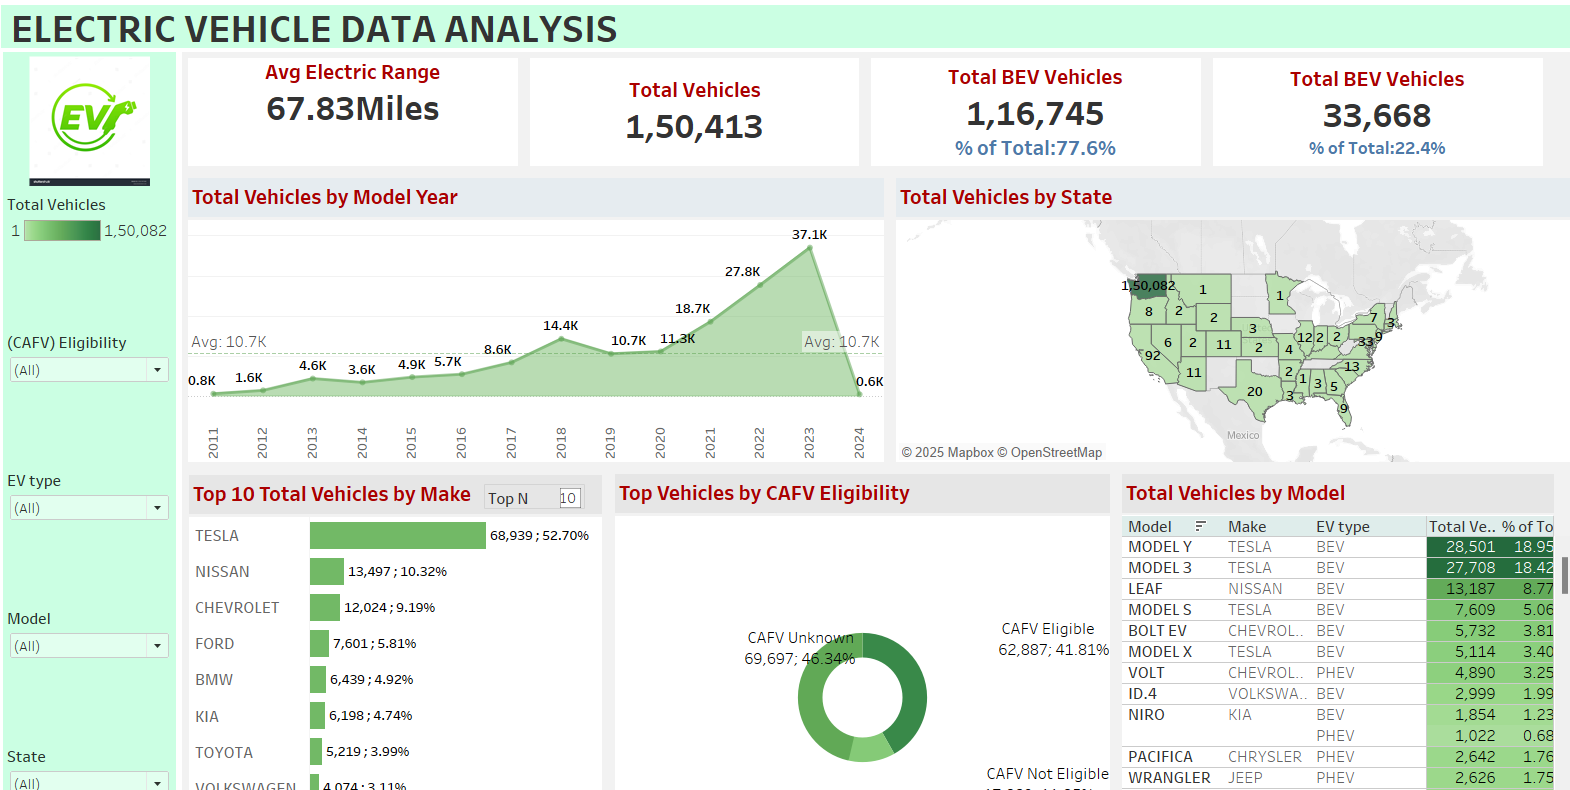 ELECTRIC VEHICLE DATA ANALYSIS
EV
Total Vehicles
1 1,50,082
(CAFV) Eligibility
(All)
EV type
(All)
Model
(All)
State
(All)
Avg Electric Range
67.83Miles
Total Vehicles
1,50,413
Total BEV Vehicles
1,16,745
% of Total:77.6%
Total BEV Vehicles
33,668
% of Total:22.4%
Total Vehicles by Model Year
37.1K
27.8K
18.7K
14.4K
11.3K
10.7K
8.6K
5.7K
4.9K
3.6K
4.6K
1.6K
0.8K
0.6K
Avg: 10.7K
Avg: 10.7K
2011
2012
2013
2014
2015
2016
2017
2018
2019
2020
2021
2022
2023
2024
Total Vehicles by State
1,50,082
1
1
8
2
2
7
3
3
9
92
6
2
11
2
4
12
2
2
33
11
2
13
20
3
1
3
5
9
Mexico
© 2025 Mapbox © OpenStreetMap
Top 10 Total Vehicles by Make
Top N 10
TESLA 68,939 ; 52.70%
NISSAN 13,497 ; 10.32%
CHEVROLET 12,024 ; 9.19%
FORD 7,601 ; 5.81%
BMW 6,439 ; 4.92%
KIA 6,198 ; 4.74%
TOYOTA 5,219 ; 3.99%
VOLKSWAGEN 4,074 ; 3.11%
Top Vehicles by CAFV Eligibility
CAFV Unknown
69,697; 46.34%
CAFV Eligible
62,887; 41.81%
CAFV Not Eligible
Total Vehicles by Model
Model Make EV type Total Ve.. % of To
MODEL Y TESLA BEV 28,501 18.95
MODEL 3 TESLA BEV 27,708 18.42
LEAF NISSAN BEV 13,187 8.77
MODEL S TESLA BEV 7,609 5.06
BOLT EV CHEVROL.. BEV 5,732 3.81
MODEL X TESLA BEV 5,114 3.40
VOLT CHEVROL.. PHEV 4,890 3.25
ID.4 VOLKSWA.. BEV 2,999 1.99
NIRO KIA BEV 1,854 1.23
PHEV 1,022 0.68
PACIFICA CHRYSLER PHEV 2,642 1.76
WRANGLER JEEP PHEV 2,626 1.75